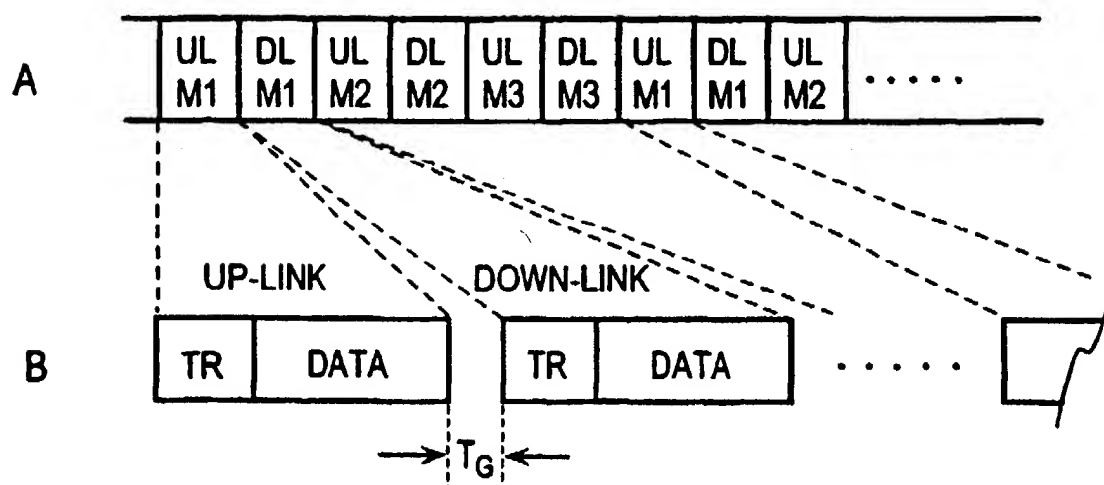 A
UL DL UL DL UL DL UL DL UL
M1 M1 M2 M2 M3 M3 M1 M1 M2 .....
UP-LINK DOWN-LINK
B
TR DATA TR DATA .....
TG